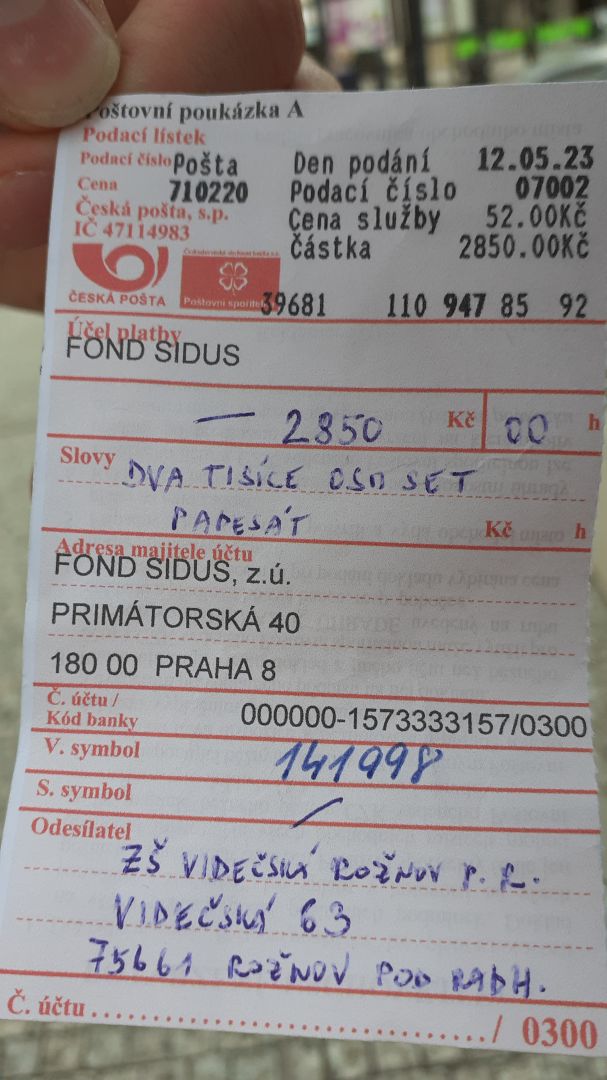 Poštovní poukázka A
Podací lístek
Podací číslo Pošta Den podání 12.05.23
Cena 710220 Podací číslo 07002
Česká pošta, s.p. Cena služby 52.00Kč
IČ 47114983 Částka 2850.00Kč
ČESKÁ POŠTA Poštovní spořitel 39681 110 947 85 92
Účel platby
FOND SIDUS
— 2850 Kč 00 h
Slovy DVA TISÍCE OSM SET
PADESÁT Kč h
Adresa majitele účtu
FOND SIDUS, z.ú.
PRIMÁTORSKÁ 40
180 00 PRAHA 8
Č. účtu /
Kód banky 000000-1573333157/0300
V. symbol 141998
S. symbol /
Odesílatel
ZŠ VIDEČSKÁ ROŽNOV P. R.
VIDEČSKÁ 63
75661 ROŽNOV POD RADH.
Č. účtu ................................ / 0300